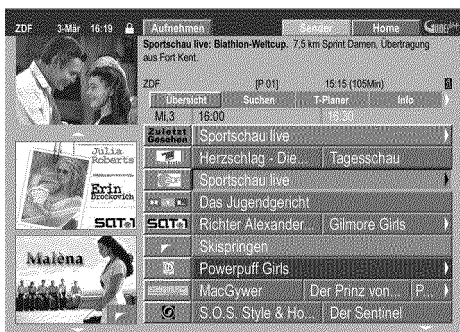 ZDF 3-Mär 16:19 Aufnehmen Sender Home GUIDE Plus+
Sportschau live: Biathlon-Weltcup. 7,5 km Sprint Damen, Übertragung
aus Fort Kent.
ZDF [P 01] 15:15 (105Min)
Übersicht Suchen T-Planer Info
Mi,3 16:00 16:30
Zuletzt
Gesehen
Sportschau live
Herzschlag - Die... Tagesschau
Sportschau live
Das Jugendgericht
SAT.1 Richter Alexander... Gilmore Girls
Skispringen
Powerpuff Girls
MacGywer Der Prinz von... P...
S.O.S. Style & Ho... Der Sentinel
Julia
Roberts
Erin
Brockovich
SAT.1
Malèna